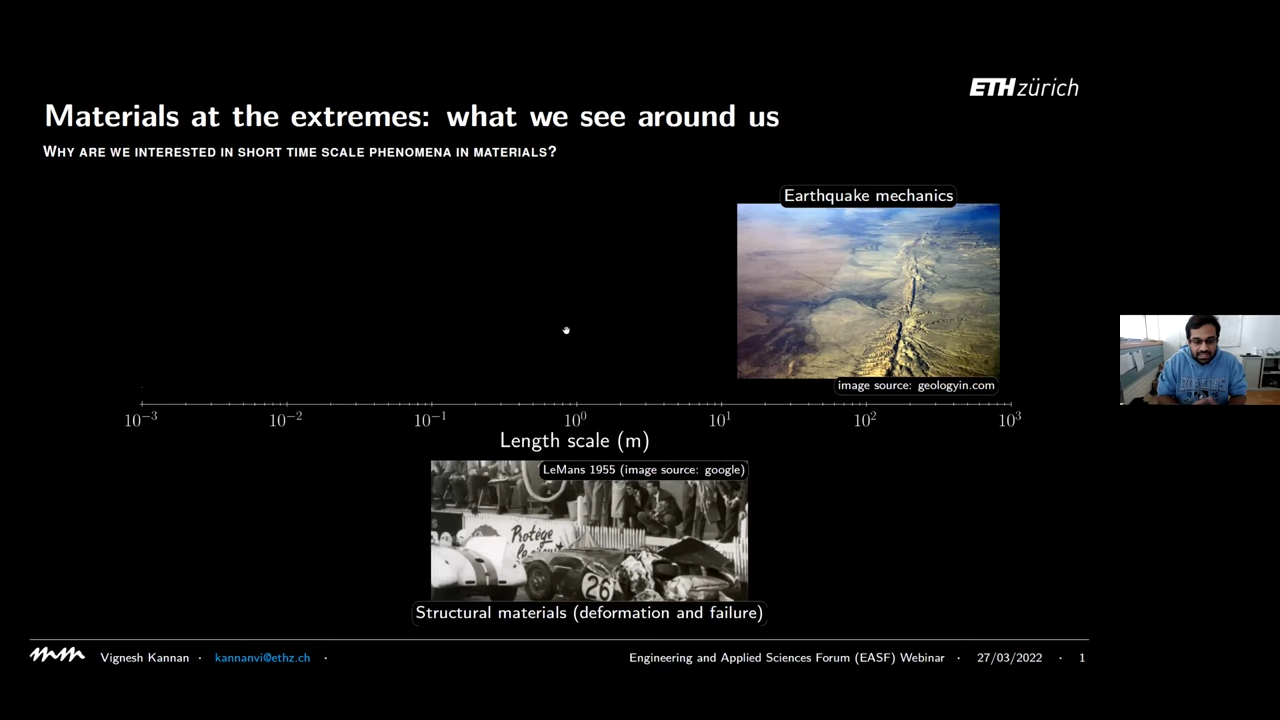 ETH zürich
Materials at the extremes: what we see around us
WHY ARE WE INTERESTED IN SHORT TIME SCALE PHENOMENA IN MATERIALS?
Earthquake mechanics
image source: geologyin.com
10⁻³ 10⁻² 10⁻¹ 10⁰ 10¹ 10² 10³
Length scale (m)
LeMans 1955 (image source: google)
Protège
26
Structural materials (deformation and failure)
Vignesh Kannan · kannanvi@ethz.ch ·
Engineering and Applied Sciences Forum (EASF) Webinar · 27/03/2022 · 1